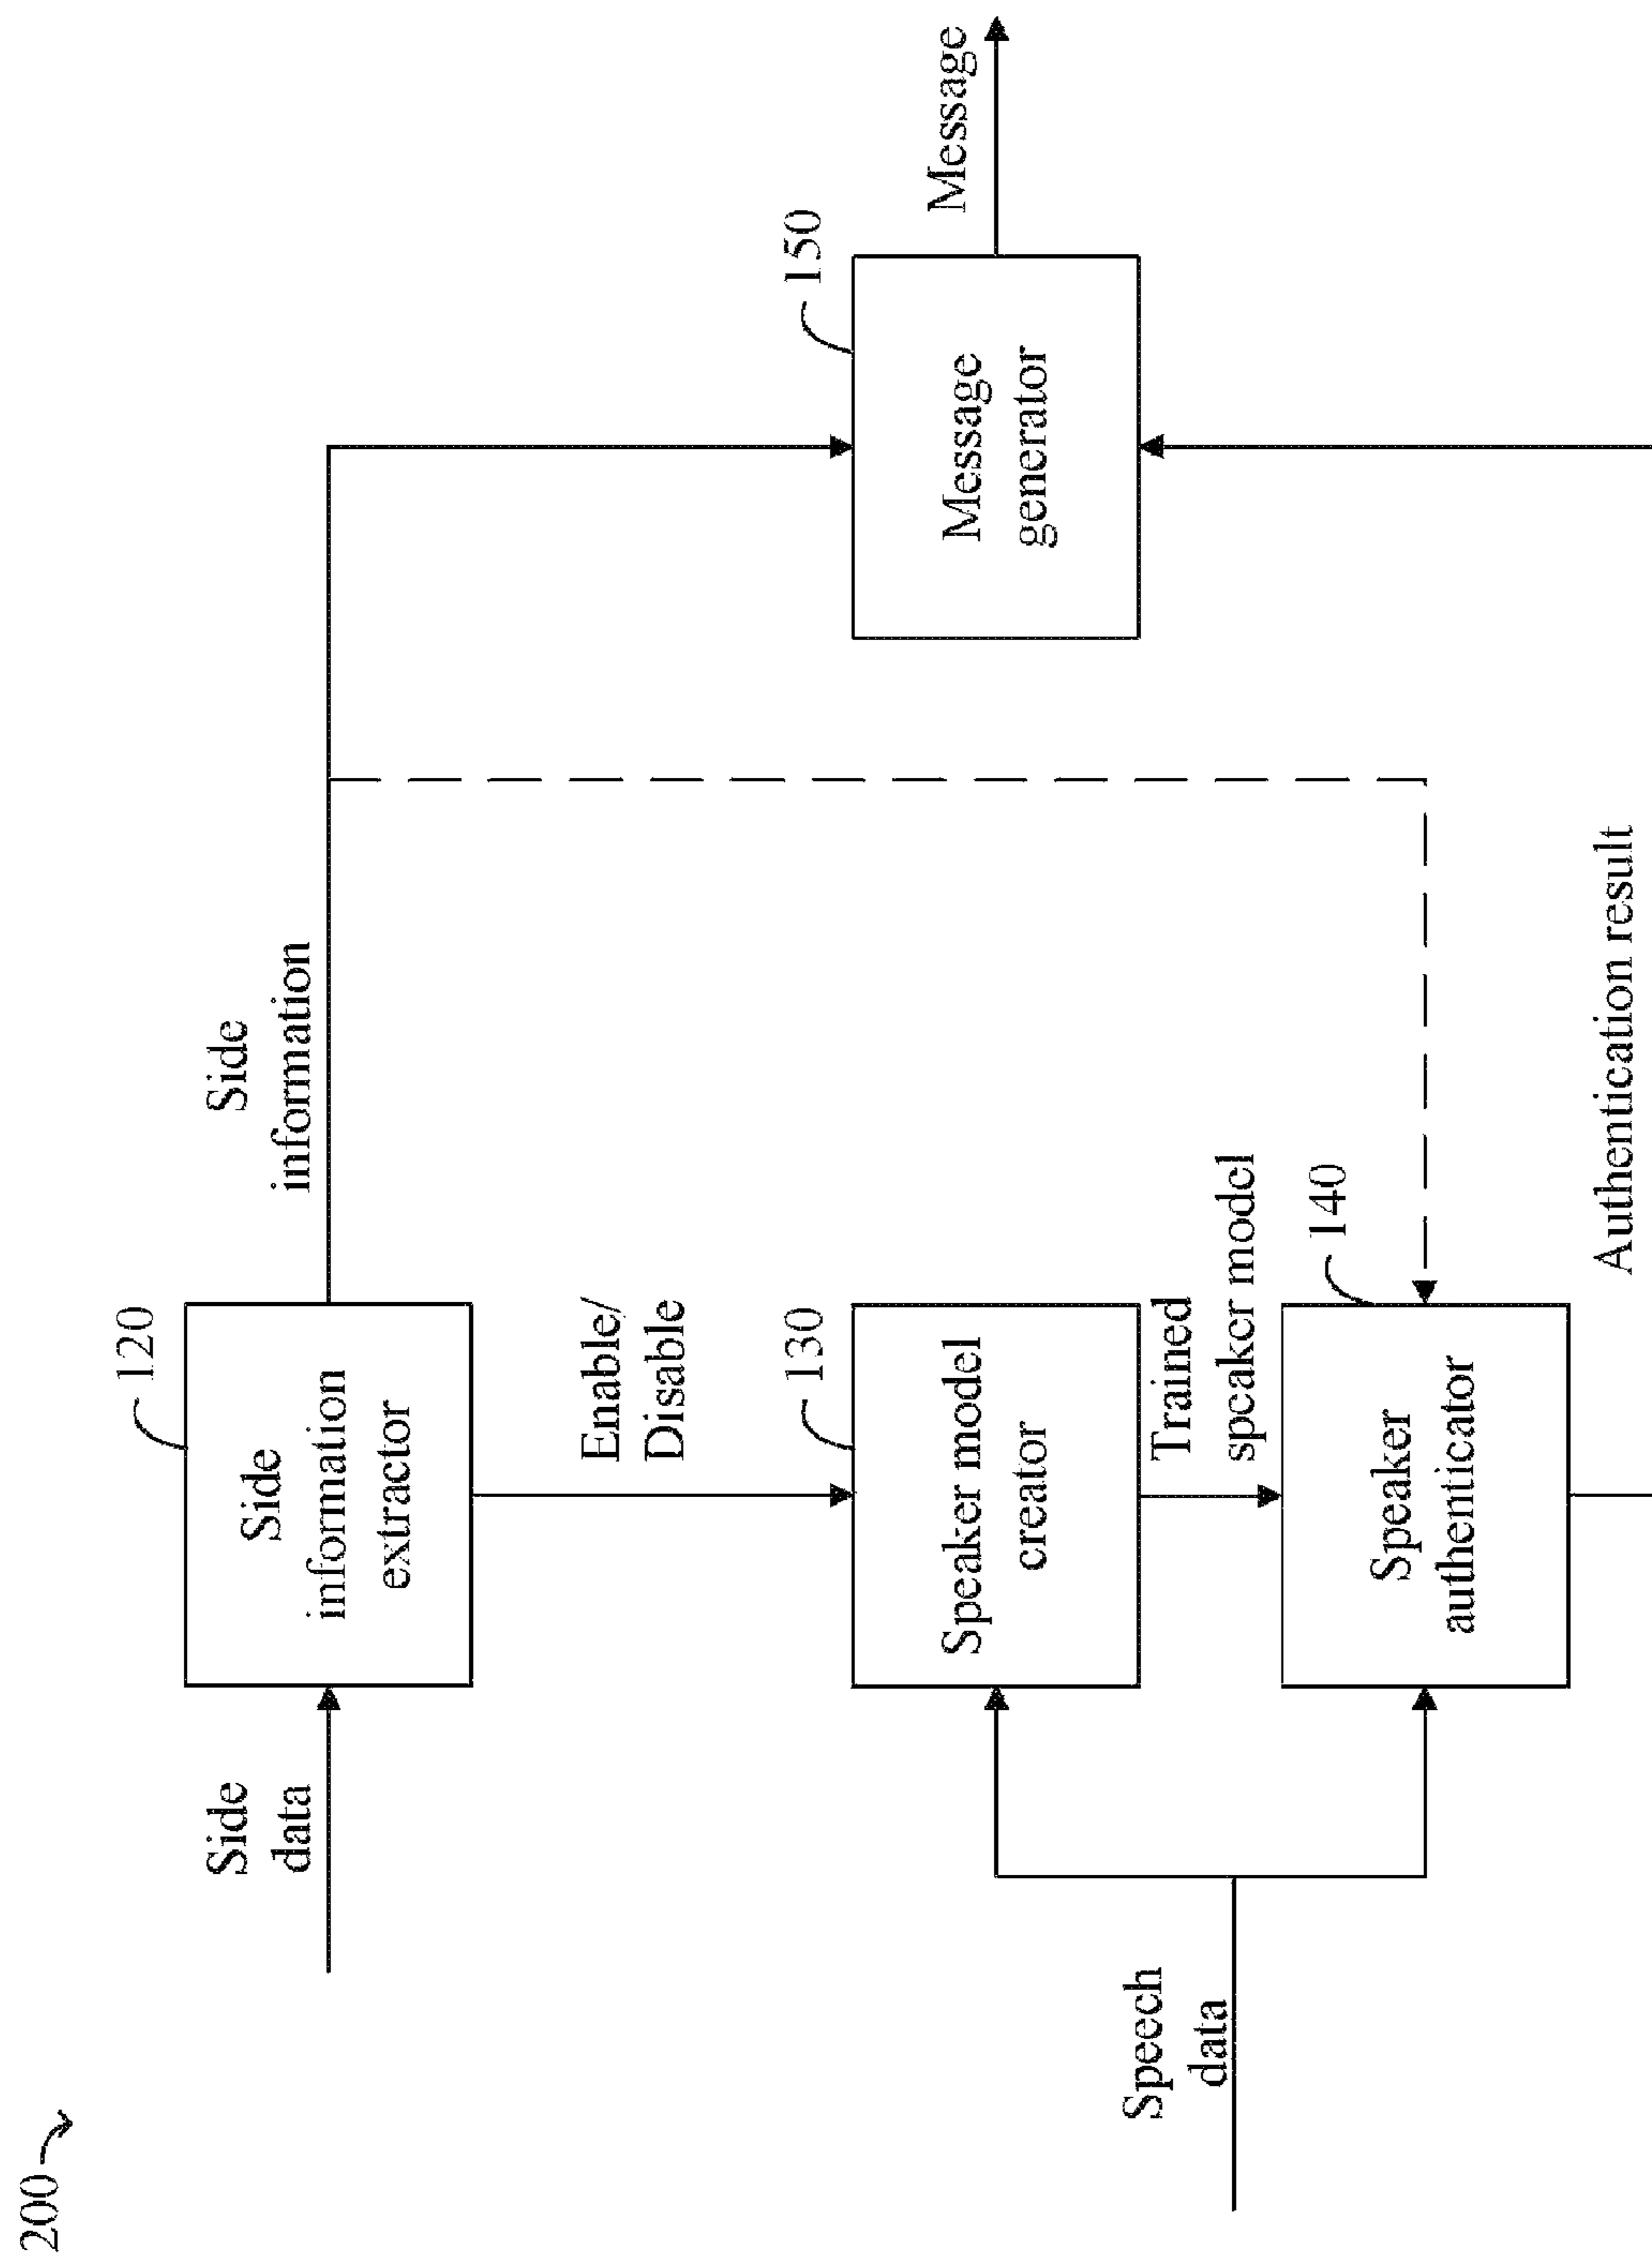 200
Side
data
120
Side
information
extractor
Side
information
Enable/
Disable
Speech
data
130
Speaker model
creator
Trained
speaker model
140
Speaker
authenticator
Authentication result
150
Message
generator
Message